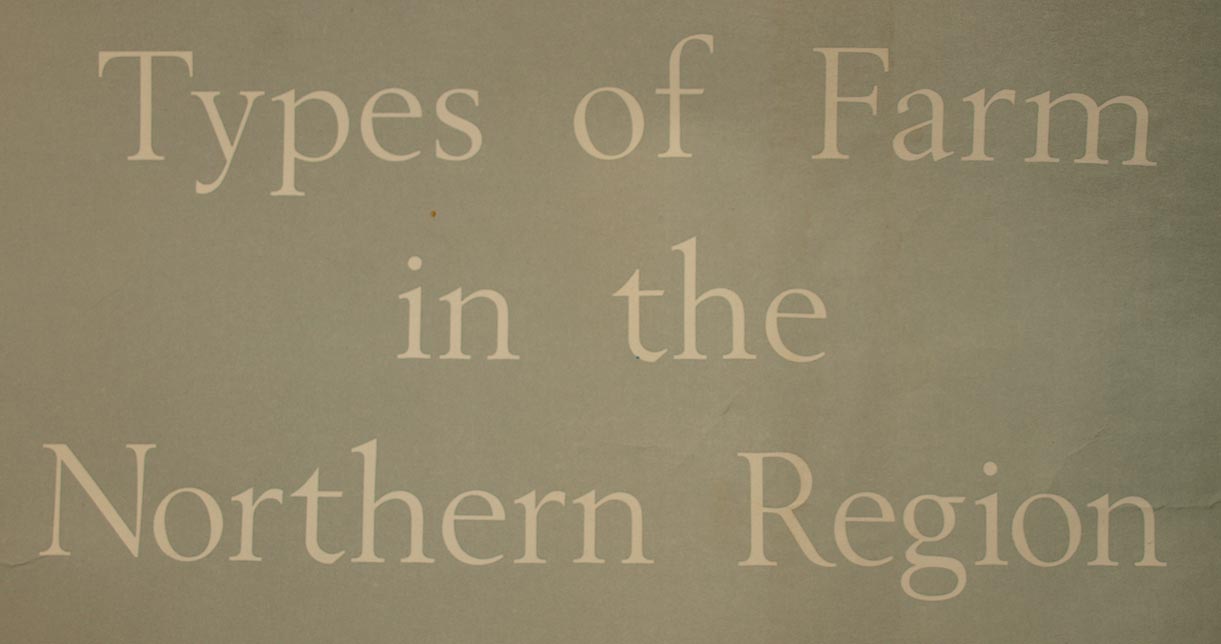 Types of Farm
in the
Northern Region